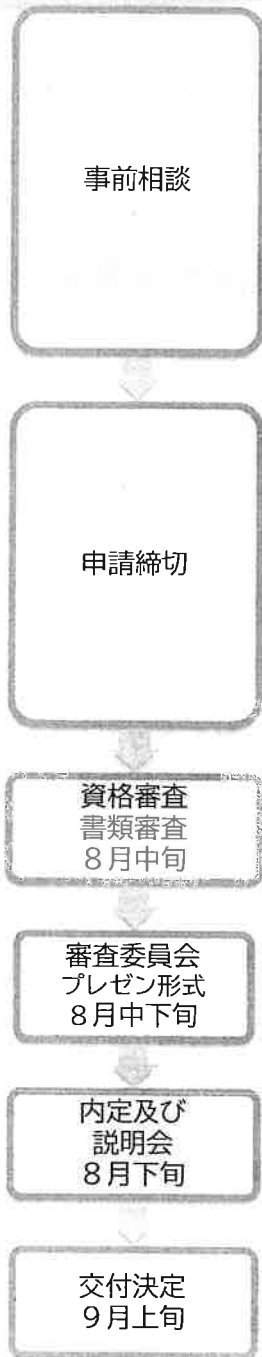 事前相談
申請締切
資格審査
書類審査
８月中旬
審査委員会
プレゼン形式
８月中下旬
内定及び
説明会
８月下旬
交付決定
９月上旬